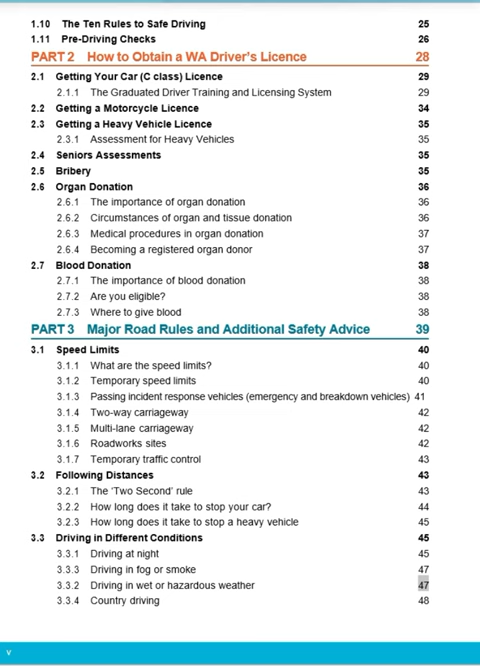 1.10 The Ten Rules to Safe Driving 25
1.11 Pre-Driving Checks 26
PART 2 How to Obtain a WA Driver's Licence 28
2.1 Getting Your Car (C class) Licence 29
2.1.1 The Graduated Driver Training and Licensing System 29
2.2 Getting a Motorcycle Licence 34
2.3 Getting a Heavy Vehicle Licence 35
2.3.1 Assessment for Heavy Vehicles 35
2.4 Seniors Assessments 35
2.5 Bribery 35
2.6 Organ Donation 36
2.6.1 The importance of organ donation 36
2.6.2 Circumstances of organ and tissue donation 36
2.6.3 Medical procedures in organ donation 37
2.6.4 Becoming a registered organ donor 37
2.7 Blood Donation 38
2.7.1 The importance of blood donation 38
2.7.2 Are you eligible? 38
2.7.3 Where to give blood 38
PART 3 Major Road Rules and Additional Safety Advice 39
3.1 Speed Limits 40
3.1.1 What are the speed limits? 40
3.1.2 Temporary speed limits 40
3.1.3 Passing incident response vehicles (emergency and breakdown vehicles) 41
3.1.4 Two-way carriageway 42
3.1.5 Multi-lane carriageway 42
3.1.6 Roadworks sites 42
3.1.7 Temporary traffic control 43
3.2 Following Distances 43
3.2.1 The 'Two Second' rule 43
3.2.2 How long does it take to stop your car? 44
3.2.3 How long does it take to stop a heavy vehicle 45
3.3 Driving in Different Conditions 45
3.3.1 Driving at night 45
3.3.3 Driving in fog or smoke 47
3.3.2 Driving in wet or hazardous weather 47
3.3.4 Country driving 48
v